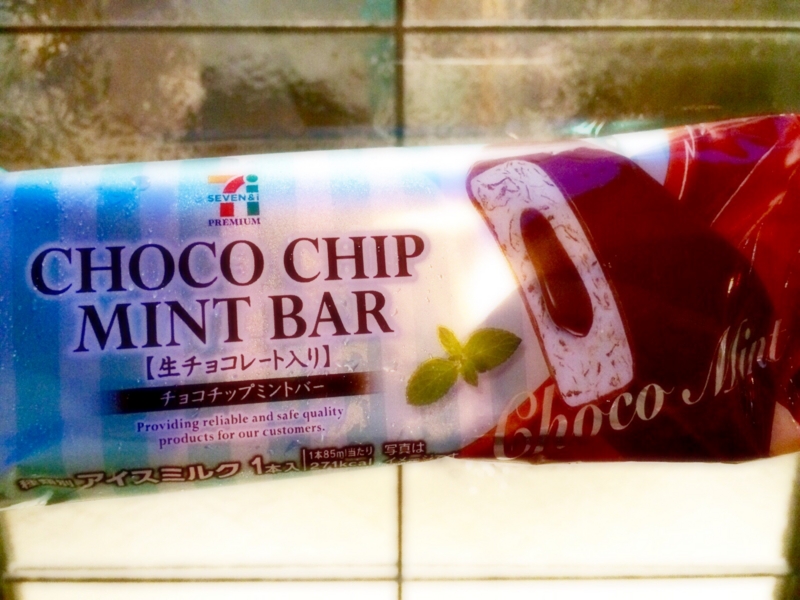 SEVEN&i
PREMIUM
CHOCO CHIP
MINT BAR
【生チョコレート入り】
チョコチップミントバー
Providing reliable and safe quality
products for our customers.
種類別 アイスミルク 1本入
1本85ml当たり
271kcal
写真は
Choco Mint